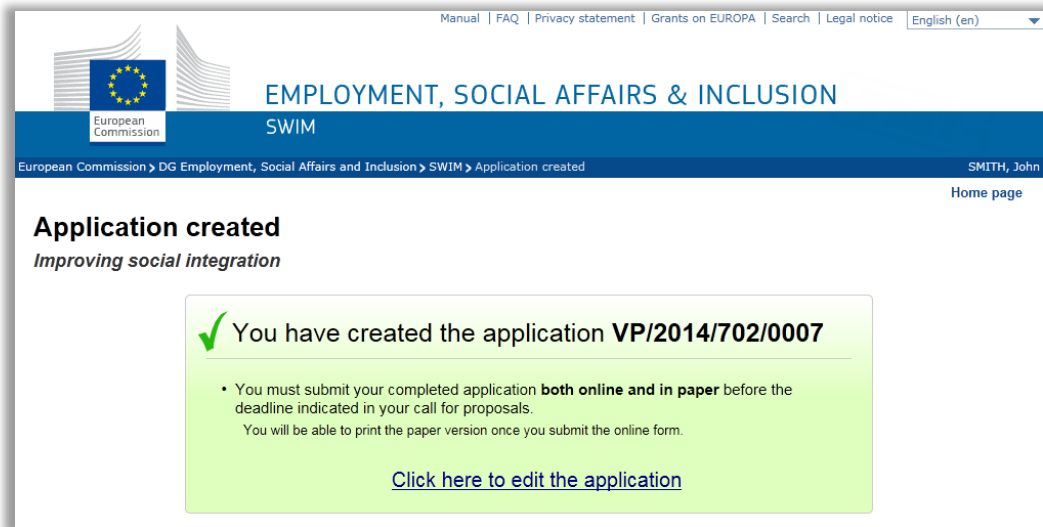 Manual | FAQ | Privacy statement | Grants on EUROPA | Search | Legal notice English (en)
European
Commission
EMPLOYMENT, SOCIAL AFFAIRS & INCLUSION
SWIM
European Commission > DG Employment, Social Affairs and Inclusion > SWIM > Application created SMITH, John
Home page
Application created
Improving social integration
You have created the application VP/2014/702/0007
• You must submit your completed application both online and in paper before the
deadline indicated in your call for proposals.
You will be able to print the paper version once you submit the online form.
Click here to edit the application